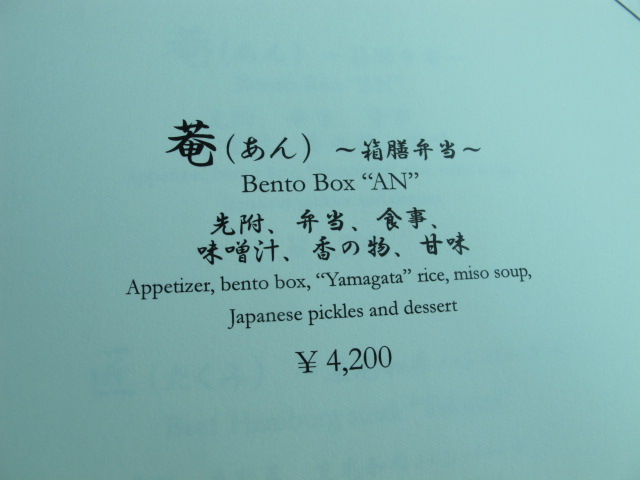 菴(あん) ～箱膳弁当～
Bento Box “AN”
先附、弁当、食事、
味噌汁、香の物、甘味
Appetizer, bento box, “Yamagata” rice, miso soup,
Japanese pickles and dessert
¥ 4,200